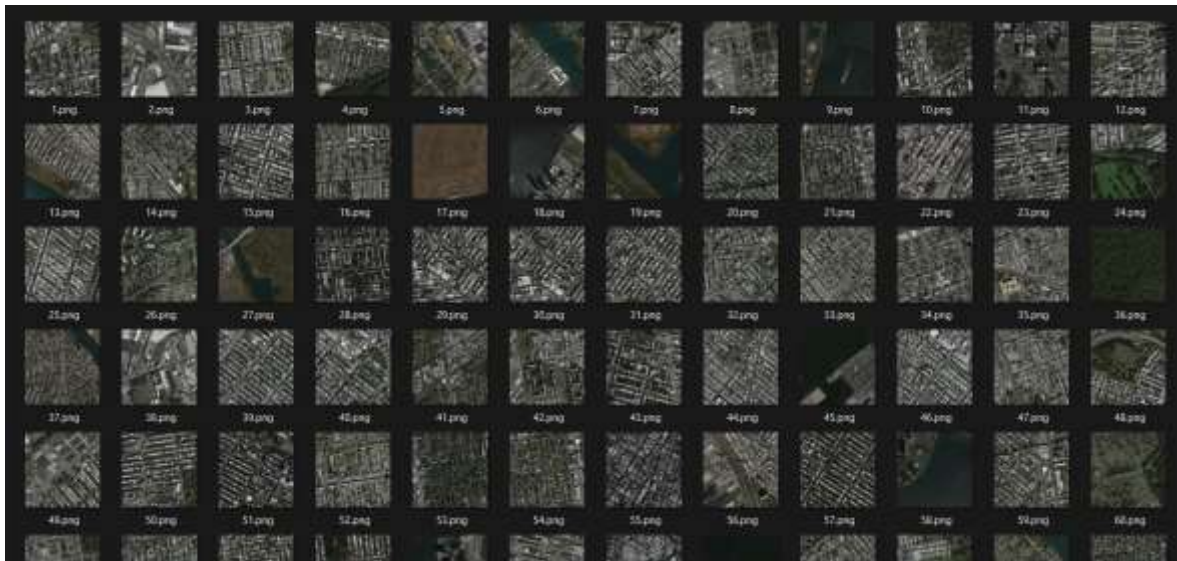 1.png 2.png 3.png 4.png 5.png 6.png 7.png 8.png 9.png 10.png 11.png 12.png
13.png 14.png 15.png 16.png 17.png 18.png 19.png 20.png 21.png 22.png 23.png 24.png
25.png 26.png 27.png 28.png 29.png 30.png 31.png 32.png 33.png 34.png 35.png 36.png
37.png 38.png 39.png 40.png 41.png 42.png 43.png 44.png 45.png 46.png 47.png 48.png
49.png 50.png 51.png 52.png 53.png 54.png 55.png 56.png 57.png 58.png 59.png 60.png